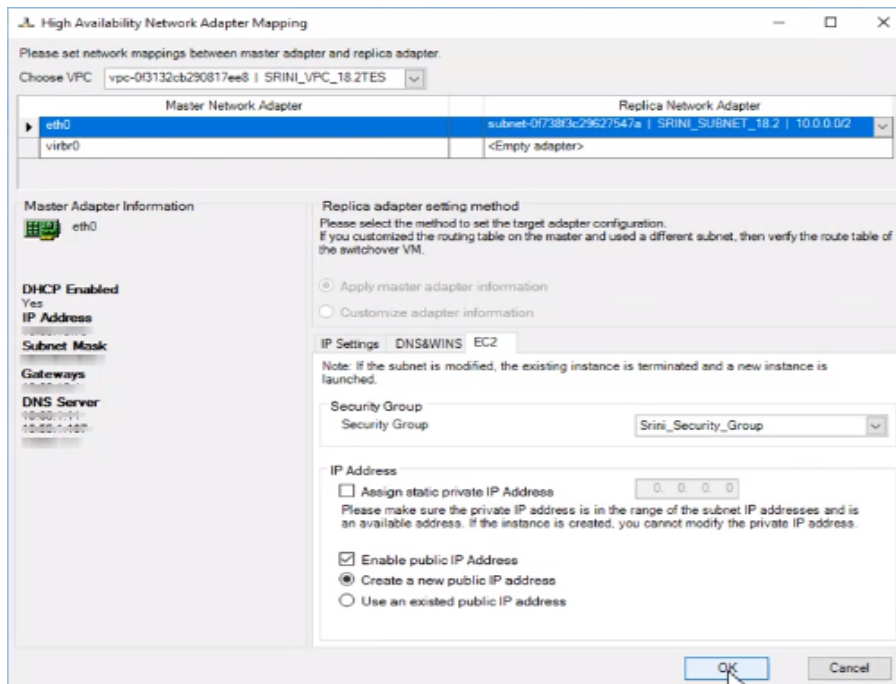 High Availability Network Adapter Mapping
Please set network mappings between master adapter and replica adapter.
Choose VPC vpc-0f3132cb290817ee8 | SRINI_VPC_18.2TES
Master Network Adapter Replica Network Adapter
eth0 subnet-0f738f3c29627547a | SRINI_SUBNET_18.2 | 10.0.0.0/2
virbr0 <Empty adapter>
Master Adapter Information
eth0
DHCP Enabled
Yes
IP Address
Subnet Mask
Gateways
DNS Server
Replica adapter setting method
Please select the method to set the target adapter configuration.
If you customized the routing table on the master and used a different subnet, then verify the route table of
the switchover VM.
Apply master adapter information
Customize adapter information
IP Settings DNS&WINS EC2
Note: If the subnet is modified, the existing instance is terminated and a new instance is
launched.
Security Group
Security Group Srini_Security_Group
IP Address
Assign static private IP Address 0. 0. 0. 0
Please make sure the private IP address is in the range of the subnet IP addresses and is
an available address. If the instance is created, you cannot modify the private IP address.
Enable public IP Address
Create a new public IP address
Use an existed public IP address
OK Cancel